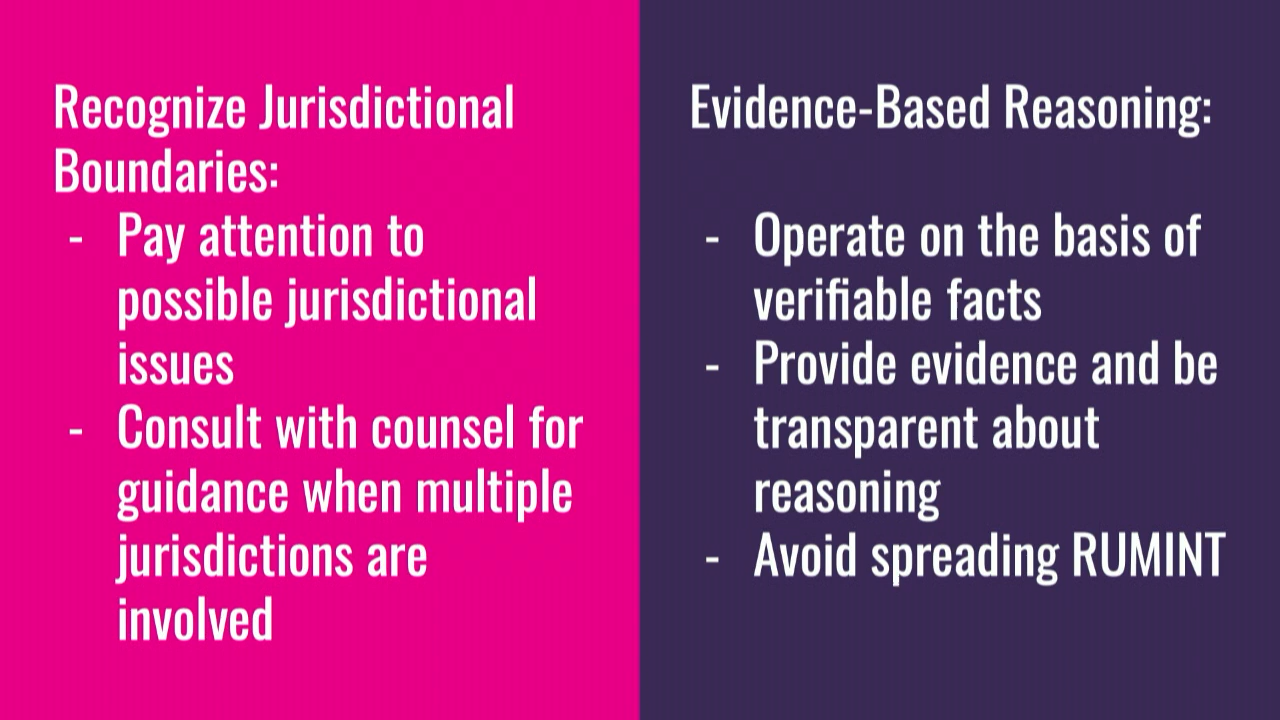 Recognize Jurisdictional
Boundaries:
- Pay attention to
possible jurisdictional
issues
- Consult with counsel for
guidance when multiple
jurisdictions are
involved
Evidence-Based Reasoning:
- Operate on the basis of
verifiable facts
- Provide evidence and be
transparent about
reasoning
- Avoid spreading RUMINT